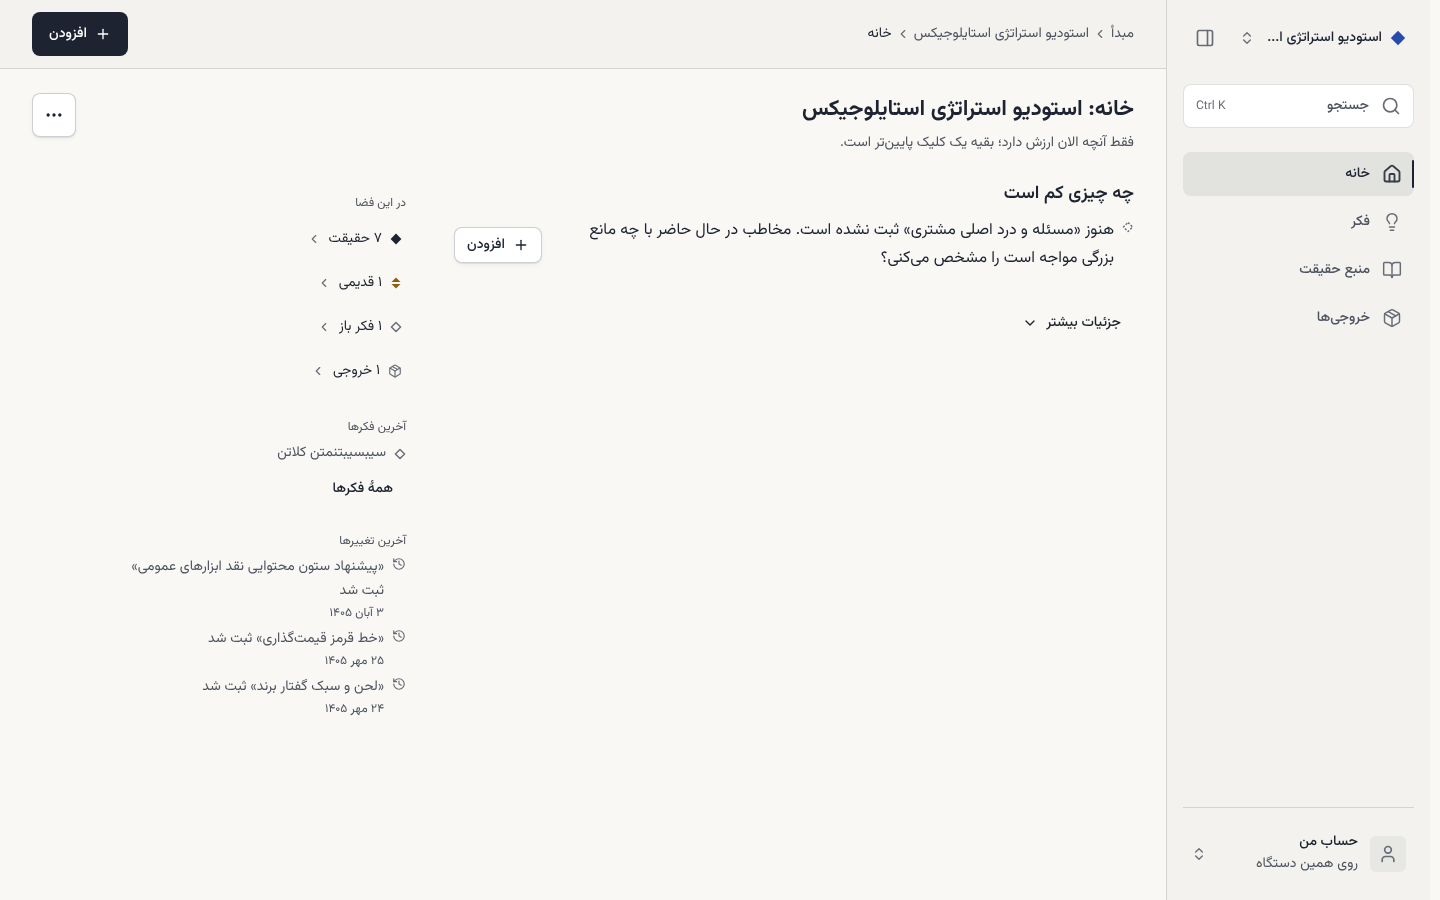 استودیو استراتژی ا...
جستجو
Ctrl K
خانه
فکر
منبع حقیقت
خروجی‌ها
حساب من
روی همین دستگاه
مبدأ
استودیو استراتژی استایلوجیکس
خانه
افزودن
خانه: استودیو استراتژی استایلوجیکس
فقط آنچه الان ارزش دارد؛ بقیه یک کلیک پایین‌تر است.
چه چیزی کم است
هنوز «مسئله و درد اصلی مشتری» ثبت نشده است. مخاطب در حال حاضر با چه مانع
بزرگی مواجه است را مشخص می‌کنی؟
افزودن
جزئیات بیشتر
در این فضا
۷ حقیقت
۱ قدیمی
۱ فکر باز
۱ خروجی
آخرین فکرها
سیبسیبتنمتن کلاتن
همهٔ فکرها
آخرین تغییرها
«پیشنهاد ستون محتوایی نقد ابزارهای عمومی»
ثبت شد
۳ آبان ۱۴۰۵
«خط قرمز قیمت‌گذاری» ثبت شد
۲۵ مهر ۱۴۰۵
«لحن و سبک گفتار برند» ثبت شد
۲۴ مهر ۱۴۰۵